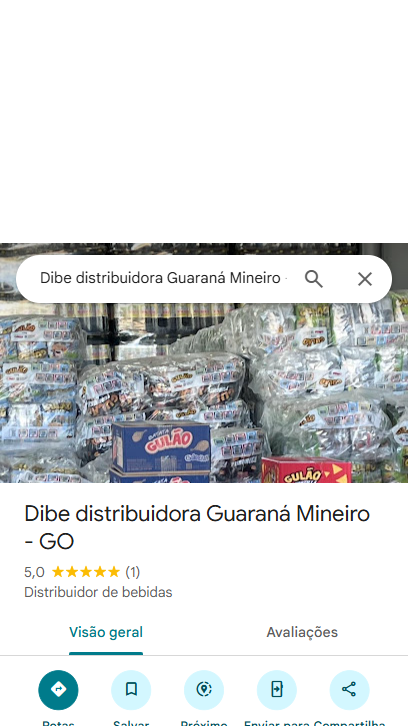 Dibe distribuidora Guaraná Mineiro
GULÃO
GULÃO
Dibe distribuidora Guaraná Mineiro
- GO
5,0 (1)
Distribuidor de bebidas
Visão geral Avaliações
Rotas Salvar Próximo Enviar para Compartilha